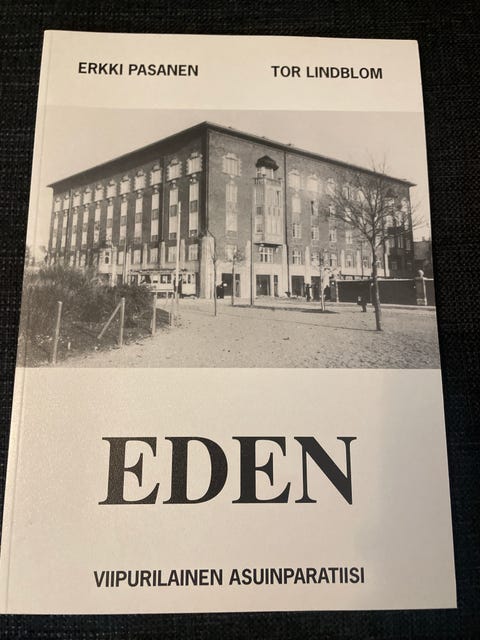 ERKKI PASANEN TOR LINDBLOM
EDEN
VIIPURILAINEN ASUINPARATIISI